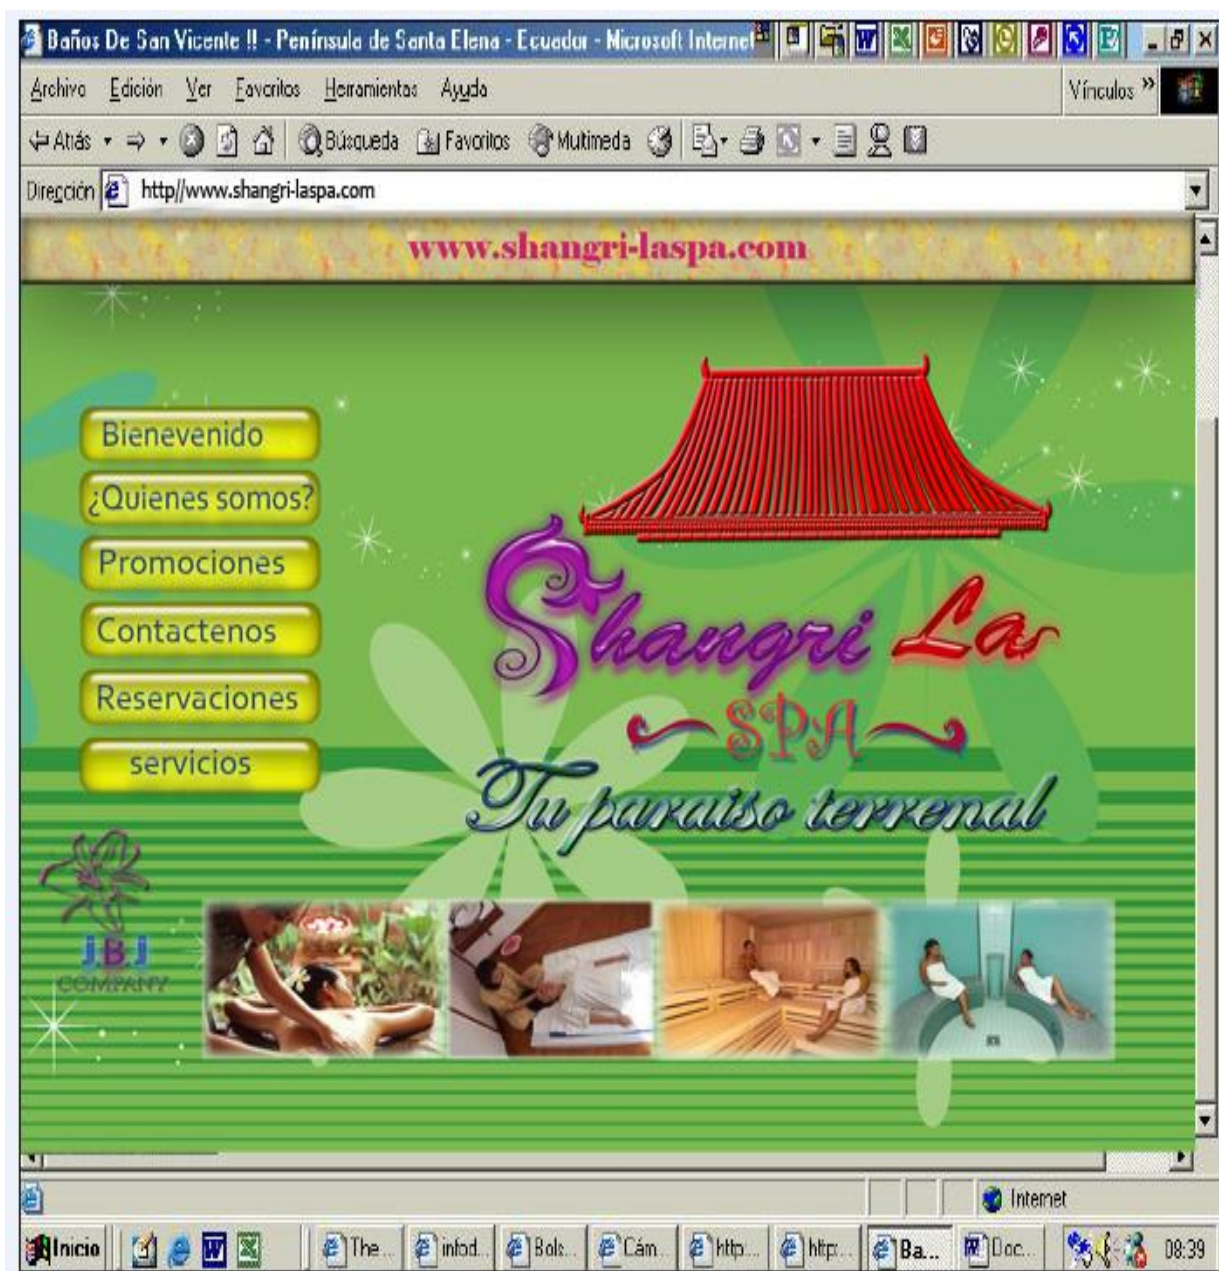 Baños De San Vicente !! - Península de Santa Elena - Ecuador - Microsoft Internet
Archivo Edición Ver Favoritos Herramientas Ayuda Vínculos »
Atrás Búsqueda Favoritos Multimedia
Dirección http//www.shangri-laspa.com
www.shangri-laspa.com
Bienevenido
¿Quienes somos?
Promociones
Contactenos
Reservaciones
servicios
Shangri La
SPA
Tu paraiso terrenal
J.B.J
COMPANY
Internet
Inicio The... infod... Bols... Cám... http:... http:... Ba... Doc... 08:39